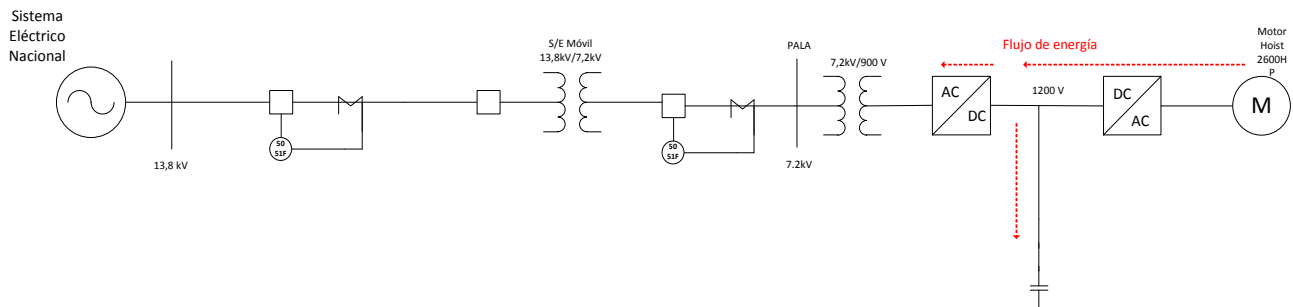 Sistema
Eléctrico
Nacional
13,8 kV
50
51F
S/E Móvil
13,8kV/7,2kV
50
51F
PALA
7.2kV
7,2kV/900 V
AC
DC
Flujo de energía
1200 V
DC
AC
Motor
Hoist
2600H
P
M